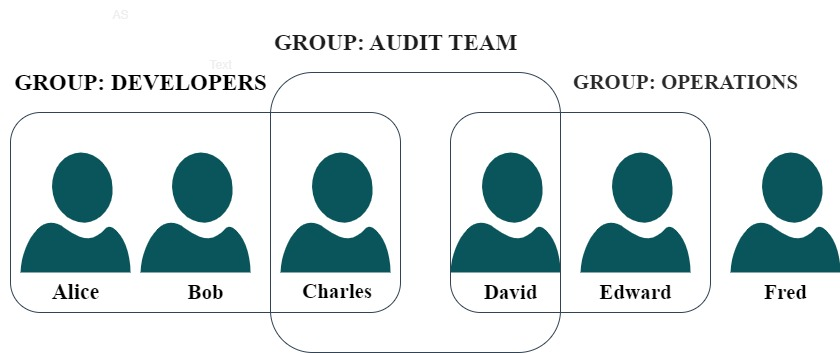 AS
GROUP: AUDIT TEAM
Text
GROUP: DEVELOPERS
GROUP: OPERATIONS
Alice
Bob
Charles
David
Edward
Fred